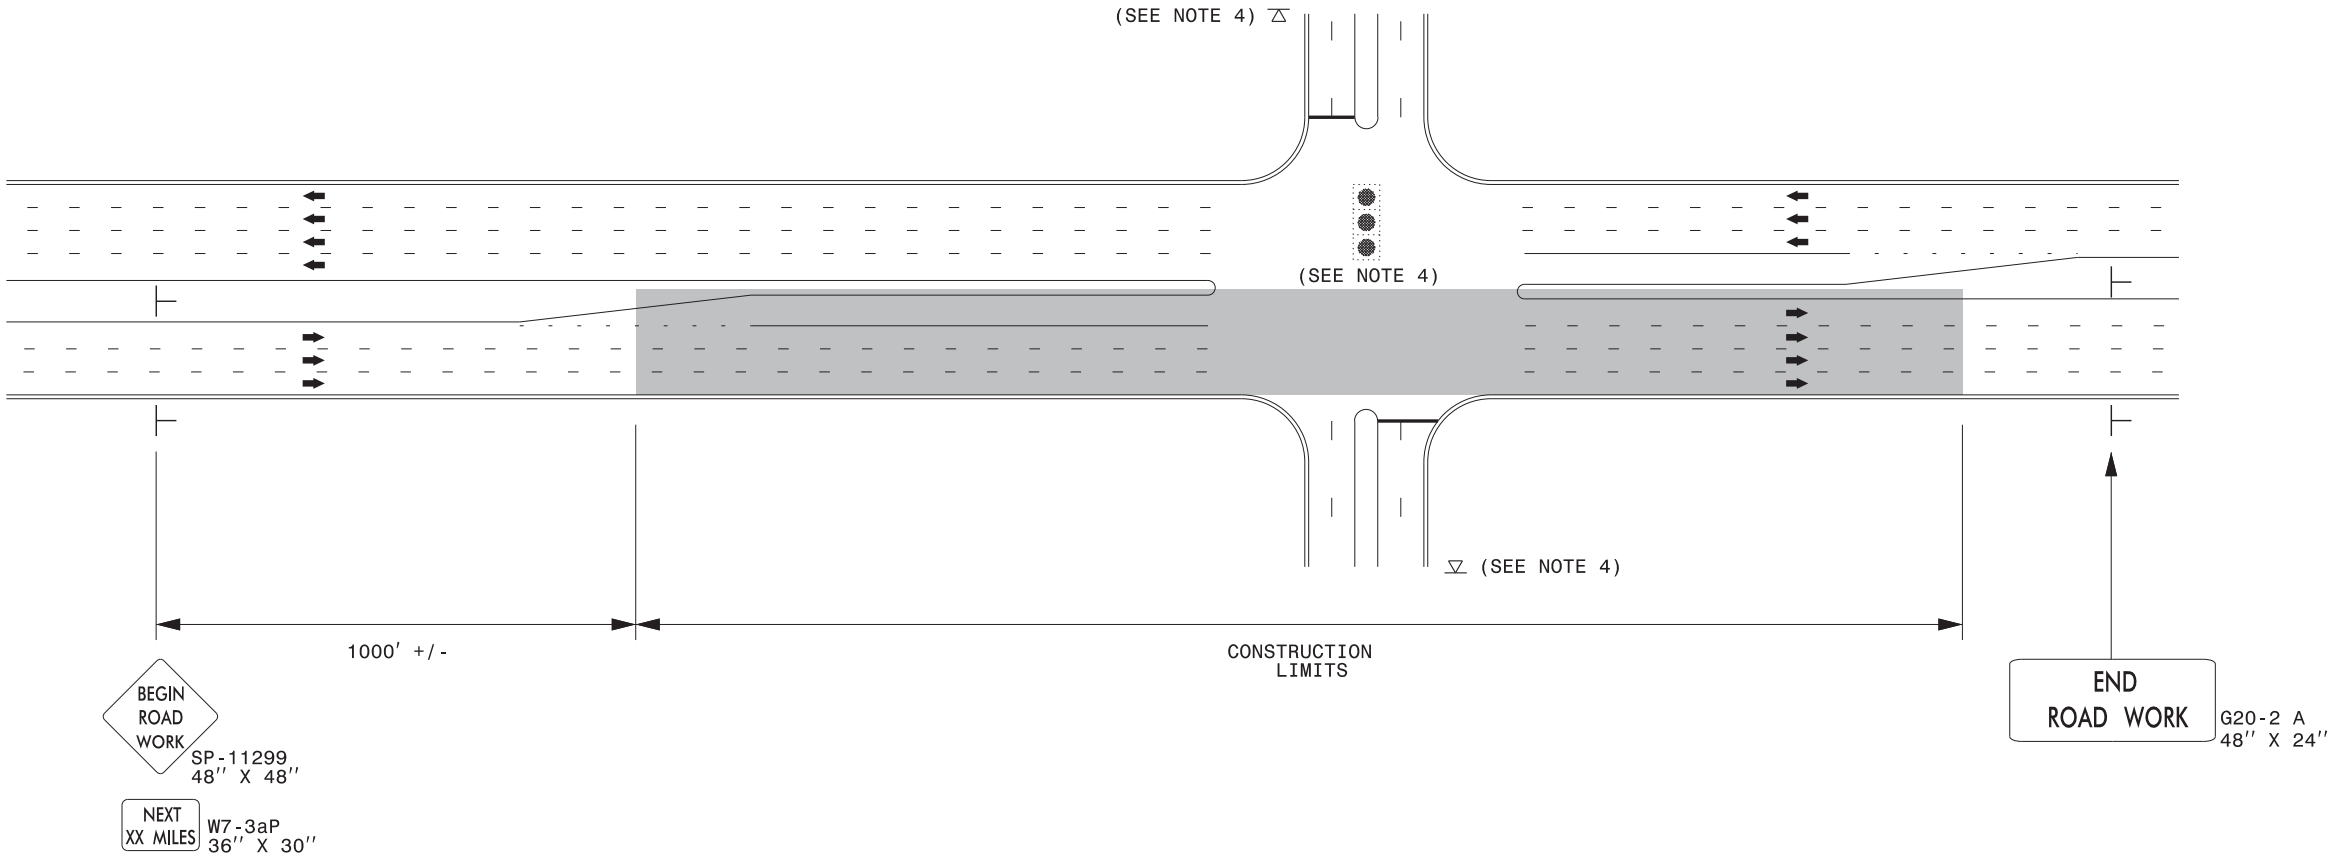 (SEE NOTE 4)
(SEE NOTE 4)
(SEE NOTE 4)
1000' +/-
CONSTRUCTION
LIMITS
BEGIN
ROAD
WORK
SP-11299
48'' X 48''
NEXT
XX MILES
W7-3aP
36'' X 30''
END
ROAD WORK
G20-2 A
48'' X 24''